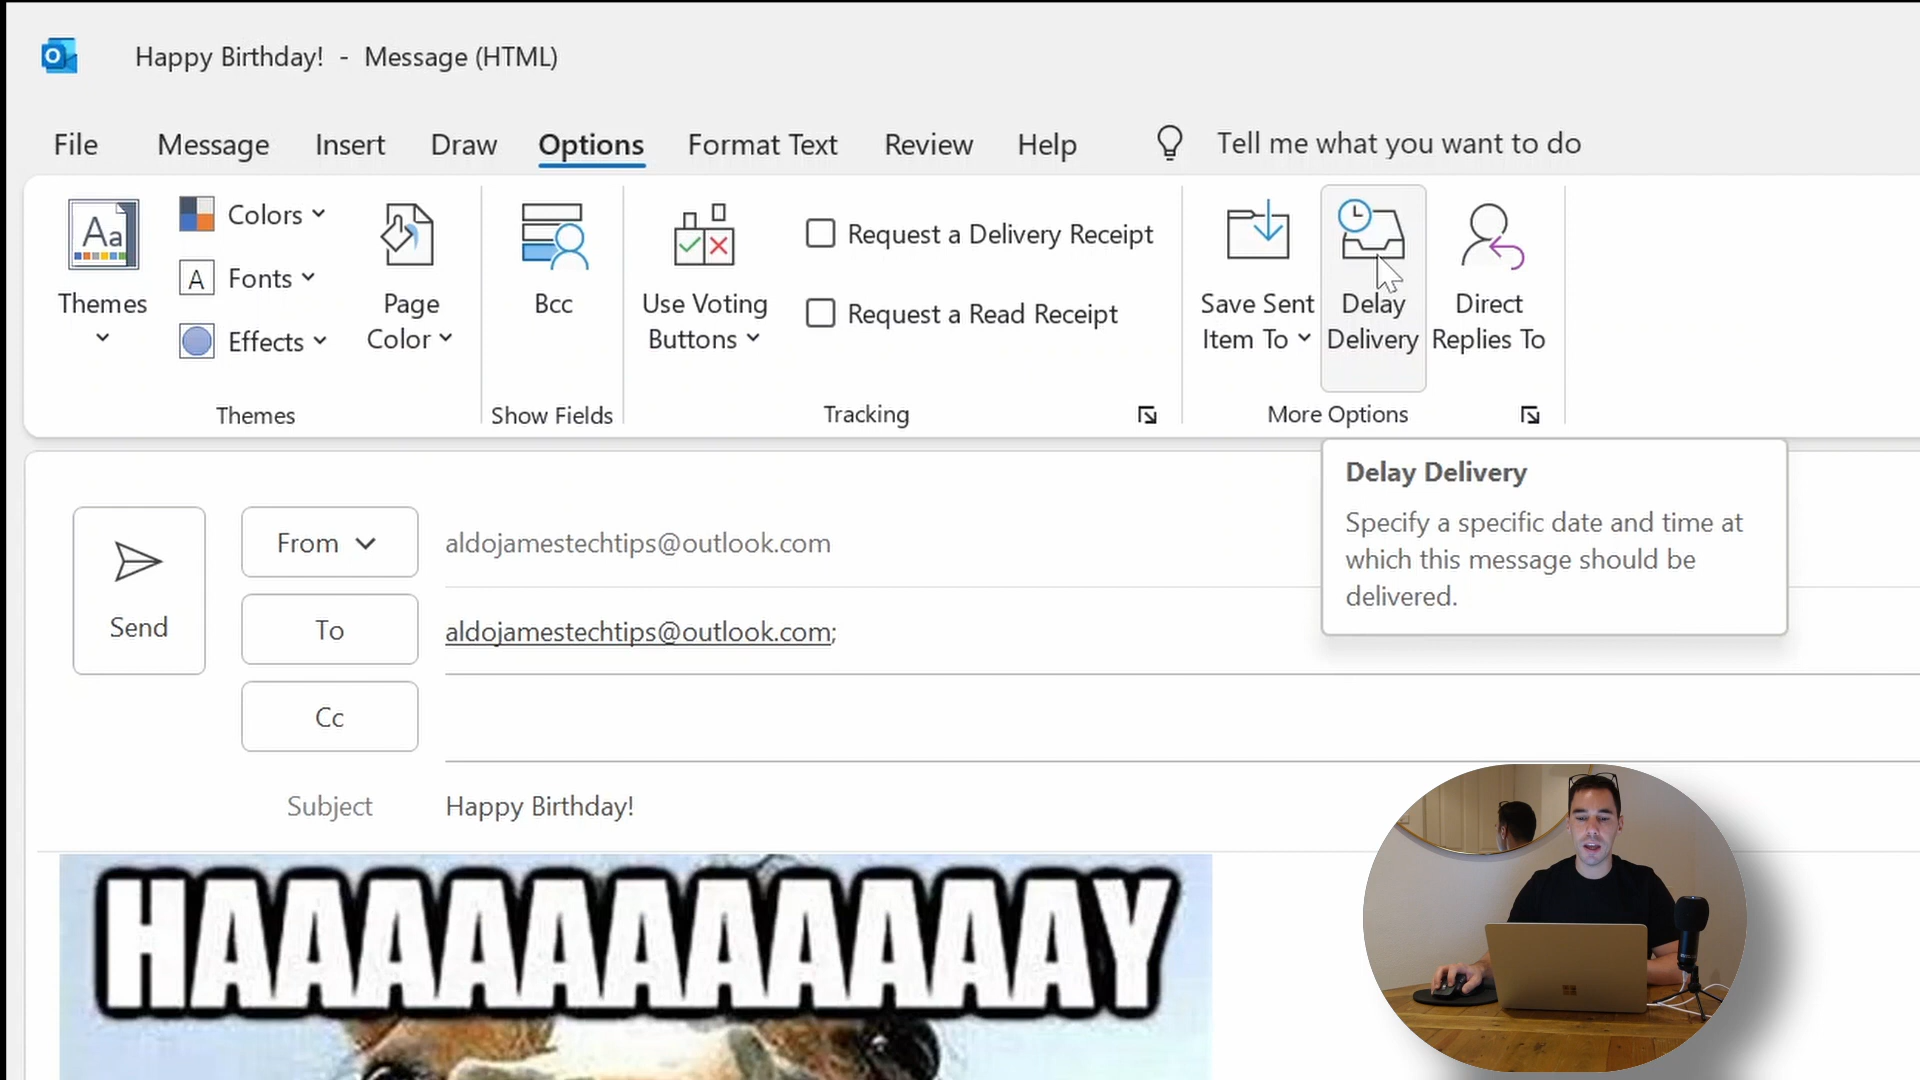 Happy Birthday! - Message (HTML)
File Message Insert Draw Options Format Text Review Help Tell me what you want to do
Aa
Themes
Colors
A
Fonts
Effects
Page
Color
Themes
Bcc
Show Fields
Use Voting
Buttons
Request a Delivery Receipt
Request a Read Receipt
Tracking
Save Sent
Item To
Delay
Delivery
Direct
Replies To
More Options
Delay Delivery
Specify a specific date and time at
which this message should be
delivered.
Send
From aldojamestechtips@outlook.com
To aldojamestechtips@outlook.com;
Cc
Subject Happy Birthday!
HAAAAAAAAAAAY